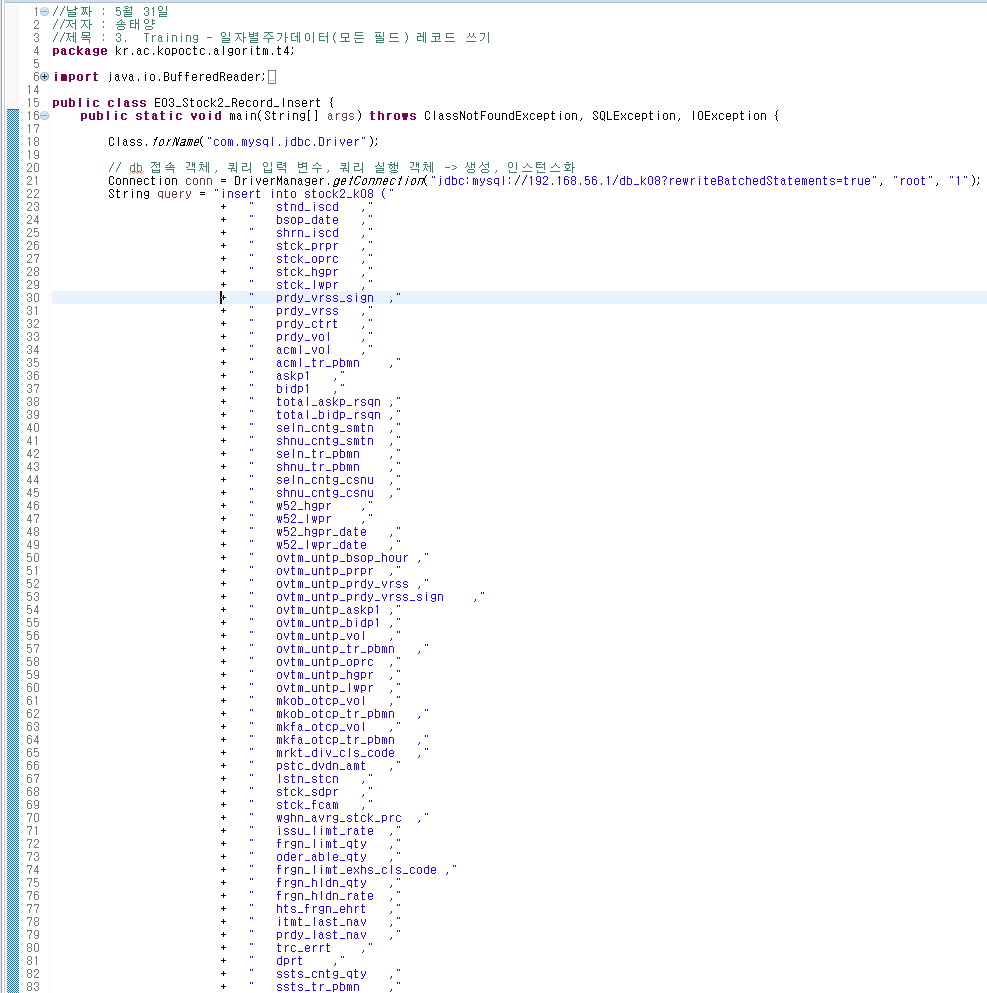 1 //날짜 : 5월 31일
2 //저자 : 송태양
3 //제목 : 3.  Training - 일자별주가데이터(모든 필드) 레코드 쓰기
4 package kr.ac.kopoctc.algoritm.t4;
5
6 import java.io.BufferedReader;
14
15 public class E03_Stock2_Record_Insert {
16     public static void main(String[] args) throws ClassNotFoundException, SQLException, IOException {
17
18         Class.forName("com.mysql.jdbc.Driver");
19
20         // db 접속 객체, 쿼리 입력 변수, 쿼리 실행 객체 -> 생성, 인스턴스화
21         Connection conn = DriverManager.getConnection("jdbc:mysql://192.168.56.1/db_k08?rewriteBatchedStatements=true", "root", "1");
22         String query = "insert into stock2_k08 ("
23                         +   "   stnd_iscd   ,"
24                         +   "   bsop_date   ,"
25                         +   "   shrn_iscd   ,"
26                         +   "   stck_prpr   ,"
27                         +   "   stck_oprc   ,"
28                         +   "   stck_hgpr   ,"
29                         +   "   stck_lwpr   ,"
30                         +   "   prdy_vrss_sign  ,"
31                         +   "   prdy_vrss   ,"
32                         +   "   prdy_ctrt   ,"
33                         +   "   prdy_vol    ,"
34                         +   "   acml_vol    ,"
35                         +   "   acml_tr_pbmn    ,"
36                         +   "   askp1   ,"
37                         +   "   bidp1   ,"
38                         +   "   total_askp_rsqn ,"
39                         +   "   total_bidp_rsqn ,"
40                         +   "   seln_cntg_smtn  ,"
41                         +   "   shnu_cntg_smtn  ,"
42                         +   "   seln_tr_pbmn    ,"
43                         +   "   shnu_tr_pbmn    ,"
44                         +   "   seln_cntg_csnu  ,"
45                         +   "   shnu_cntg_csnu  ,"
46                         +   "   w52_hgpr    ,"
47                         +   "   w52_lwpr    ,"
48                         +   "   w52_hgpr_date   ,"
49                         +   "   w52_lwpr_date   ,"
50                         +   "   ovtm_untp_bsop_hour ,"
51                         +   "   ovtm_untp_prpr  ,"
52                         +   "   ovtm_untp_prdy_vrss ,"
53                         +   "   ovtm_untp_prdy_vrss_sign    ,"
54                         +   "   ovtm_untp_askp1 ,"
55                         +   "   ovtm_untp_bidp1 ,"
56                         +   "   ovtm_untp_vol   ,"
57                         +   "   ovtm_untp_tr_pbmn   ,"
58                         +   "   ovtm_untp_oprc  ,"
59                         +   "   ovtm_untp_hgpr  ,"
60                         +   "   ovtm_untp_lwpr  ,"
61                         +   "   mkob_otcp_vol   ,"
62                         +   "   mkob_otcp_tr_pbmn   ,"
63                         +   "   mkfa_otcp_vol   ,"
64                         +   "   mkfa_otcp_tr_pbmn   ,"
65                         +   "   mrkt_div_cls_code   ,"
66                         +   "   pstc_dvdn_amt   ,"
67                         +   "   lstn_stcn   ,"
68                         +   "   stck_sdpr   ,"
69                         +   "   stck_fcam   ,"
70                         +   "   wghn_avrg_stck_prc  ,"
71                         +   "   issu_limt_rate  ,"
72                         +   "   frgn_limt_qty   ,"
73                         +   "   oder_able_qty   ,"
74                         +   "   frgn_limt_exhs_cls_code ,"
75                         +   "   frgn_hldn_qty   ,"
76                         +   "   frgn_hldn_rate  ,"
77                         +   "   hts_frgn_ehrt   ,"
78                         +   "   itmt_last_nav   ,"
79                         +   "   prdy_last_nav   ,"
80                         +   "   trc_errt    ,"
81                         +   "   dprt    ,"
82                         +   "   ssts_cntg_qty   ,"
83                         +   "   ssts_tr_pbmn    ,"